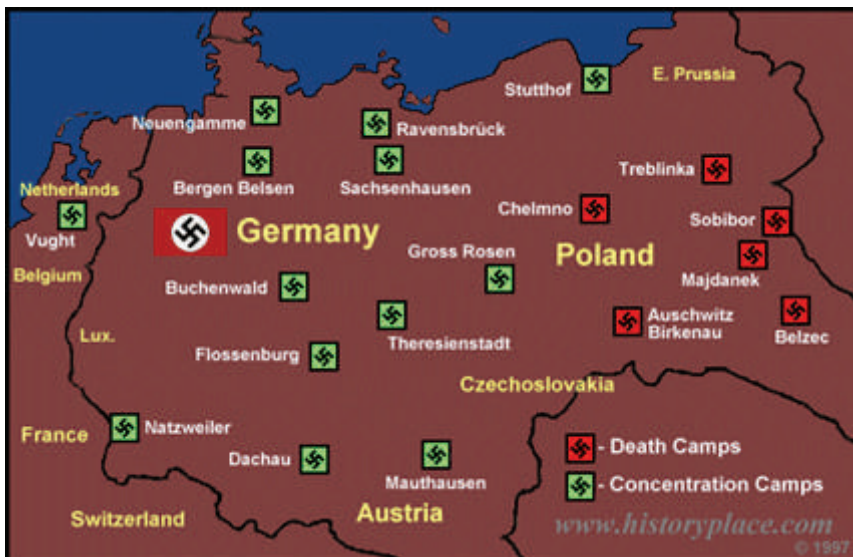 E. Prussia
Stutthof
Neuengamme
Ravensbrück
Bergen Belsen
Sachsenhausen
Treblinka
Netherlands
Vught
Chelmno
Sobibor
Germany
Poland
Gross Rosen
Belgium
Majdanek
Buchenwald
Auschwitz
Birkenau
Belzec
Lux.
Theresienstadt
Flossenburg
Czechoslovakia
France
Natzweiler
- Death Camps
Dachau
Mauthausen
- Concentration Camps
Switzerland
Austria
www.historyplace.com
© 1997